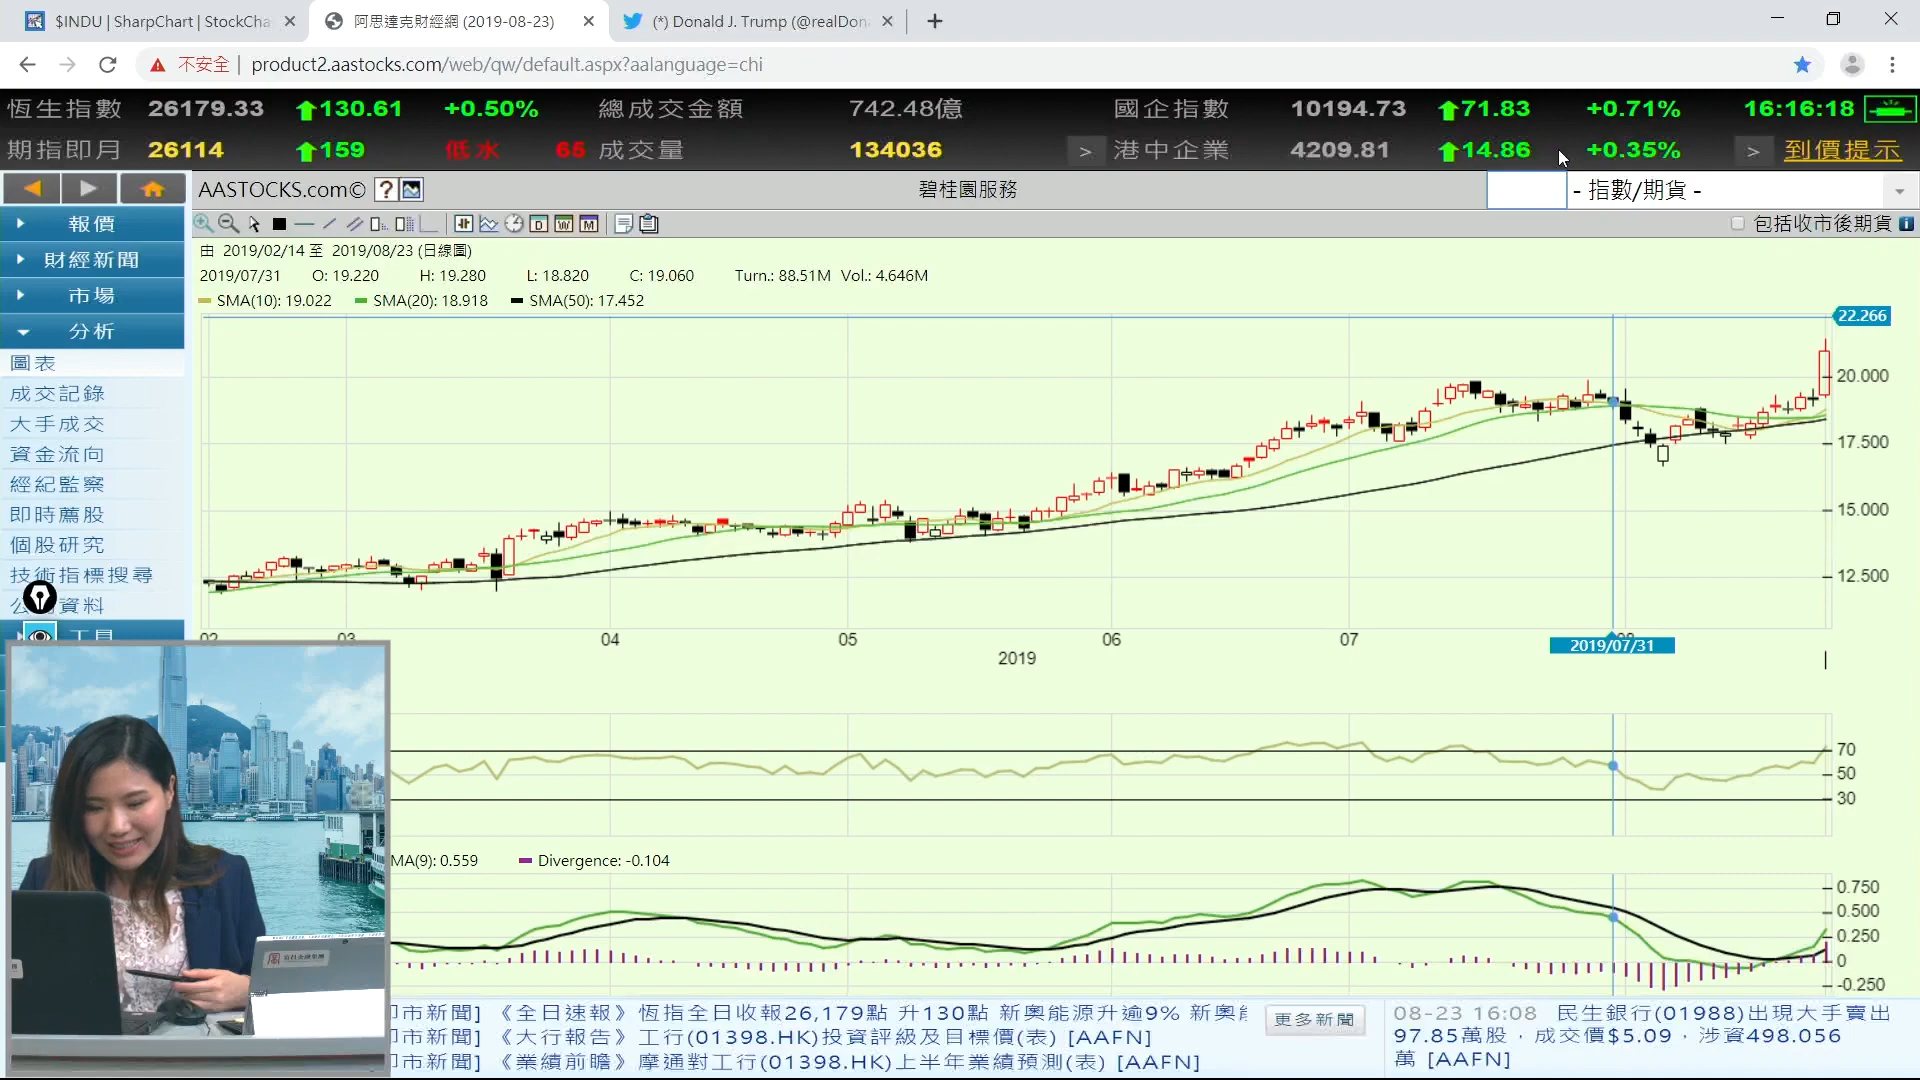 $INDU | SharpChart | StockCha
阿思達克財經網 (2019-08-23)
(*) Donald J. Trump (@realDon
不安全 | product2.aastocks.com/web/qw/default.aspx?aalanguage=chi
恆生指數 26179.33 130.61 +0.50% 總成交金額 742.48億 國企指數 10194.73 71.83 +0.71% 16:16:18
期指即月 26114 159 低水 65 成交量 134036 > 港中企業 4209.81 14.86 +0.35% > 到價提示
AASTOCKS.com© ? 碧桂園服務 - 指數/期貨 -
D W M 包括收市後期貨 i
報價
財經新聞
市場
分析
圖表
成交記錄
大手成交
資金流向
經紀監察
即時薦股
個股研究
技術指標搜尋
資料
工具
由 2019/02/14 至 2019/08/23 (日線圖)
2019/07/31 O: 19.220 H: 19.280 L: 18.820 C: 19.060 Turn.: 88.51M Vol.: 4.646M
SMA(10): 19.022 SMA(20): 18.918 SMA(50): 17.452
22.266
20.000
17.500
15.000
12.500
02 03 04 05 06 07 2019/07/31
2019
70
50
30
MA(9): 0.559 Divergence: -0.104
0.750
0.500
0.250
0
-0.250
市新聞] 《全日速報》恆指全日收報26,179點 升130點 新奧能源升逾9% 新奧
市新聞] 《大行報告》工行(01398.HK)投資評級及目標價(表) [AAFN]
市新聞] 《業績前瞻》摩通對工行(01398.HK)上半年業績預測(表) [AAFN]
更多新聞
08-23 16:08 民生銀行(01988)出現大手賣出
97.85萬股，成交價$5.09，涉資498.056
萬 [AAFN]